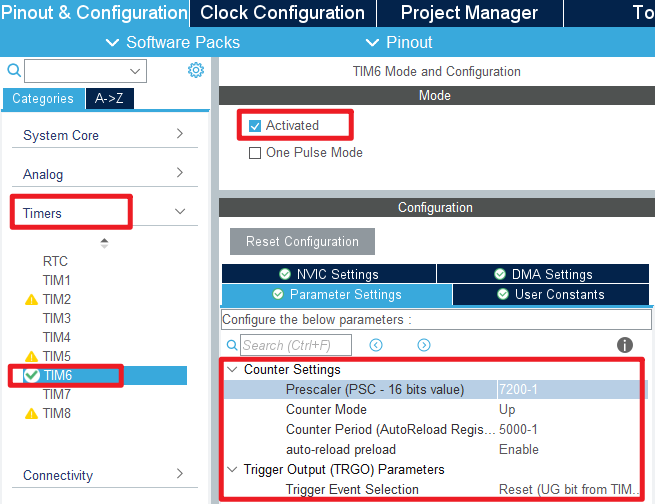 Pinout & Configuration
Clock Configuration
Project Manager
To
Software Packs
Pinout
Categories
A->Z
System Core
Analog
Timers
RTC
TIM1
TIM2
TIM3
TIM4
TIM5
TIM6
TIM7
TIM8
Connectivity
TIM6 Mode and Configuration
Mode
Activated
One Pulse Mode
Configuration
Reset Configuration
NVIC Settings
DMA Settings
Parameter Settings
User Constants
Configure the below parameters :
Search (Ctrl+F)
Counter Settings
Prescaler (PSC - 16 bits value) 7200-1
Counter Mode Up
Counter Period (AutoReload Regis... 5000-1
auto-reload preload Enable
Trigger Output (TRGO) Parameters
Trigger Event Selection Reset (UG bit from TIM...